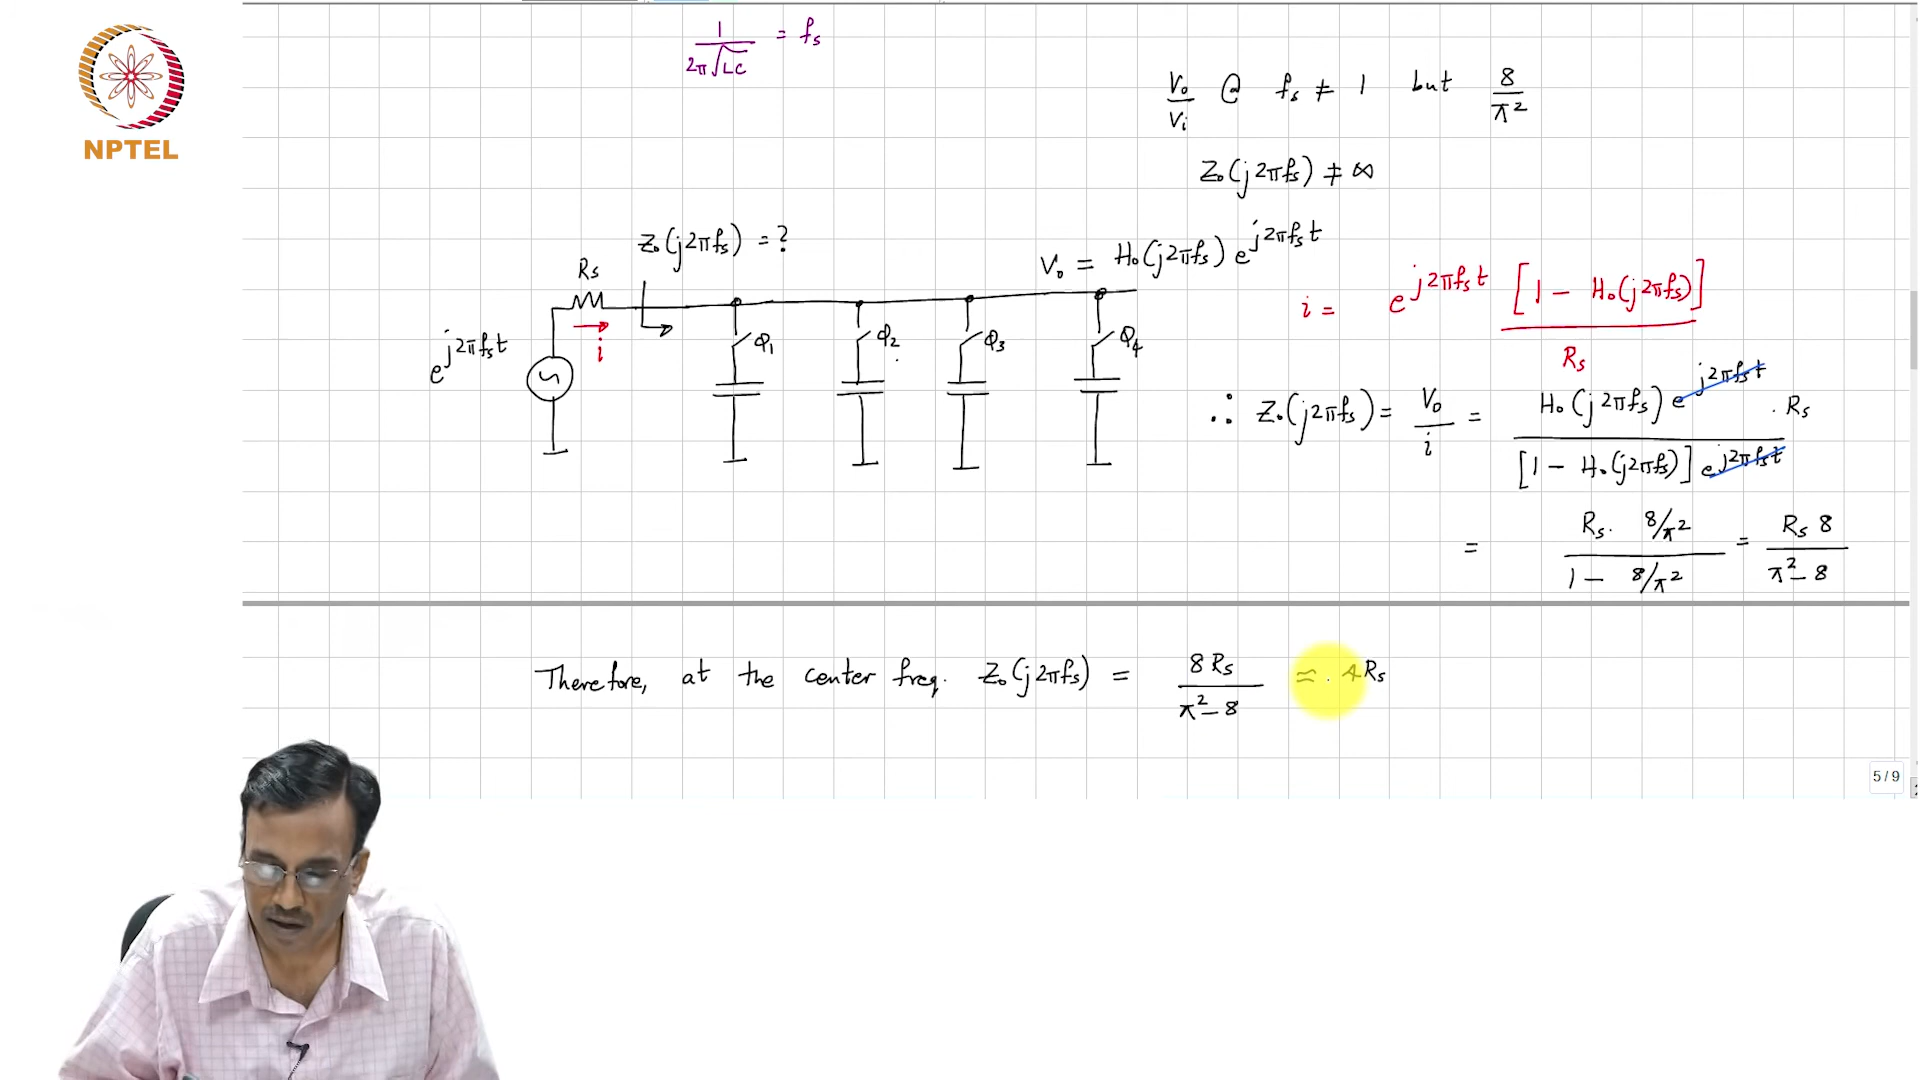 NPTEL
1 / 2π√LC = fs
Vo / Vi @ fs ≠ 1 but 8 / π²
Zo(j2πfs) ≠ ∞
Zo(j2πfs) = ?
Vo = Ho(j2πfs) e^j2πfst
Rs
i
e^j2πfst
Φ1
Φ2
Φ3
Φ4
i = e^j2πfst [1 - Ho(j2πfs)] / Rs
∴ Zo(j2πfs) = Vo / i = Ho(j2πfs) e^j2πfst . Rs / [1 - Ho(j2πfs)] e^j2πfst
= Rs. 8/π² / 1 - 8/π² = Rs 8 / π² - 8
Therefore, at the center freq. Zo(j2πfs) = 8 Rs / π² - 8 ≈ 4Rs
5 / 9